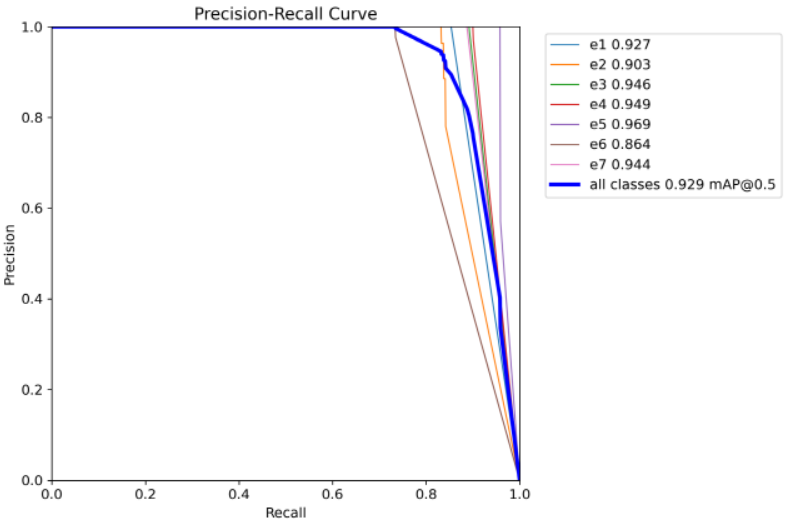 Precision-Recall Curve
1.0
0.8
0.6
0.4
0.2
0.0
Precision
0.0 0.2 0.4 0.6 0.8 1.0
Recall
e1 0.927
e2 0.903
e3 0.946
e4 0.949
e5 0.969
e6 0.864
e7 0.944
all classes 0.929 mAP@0.5